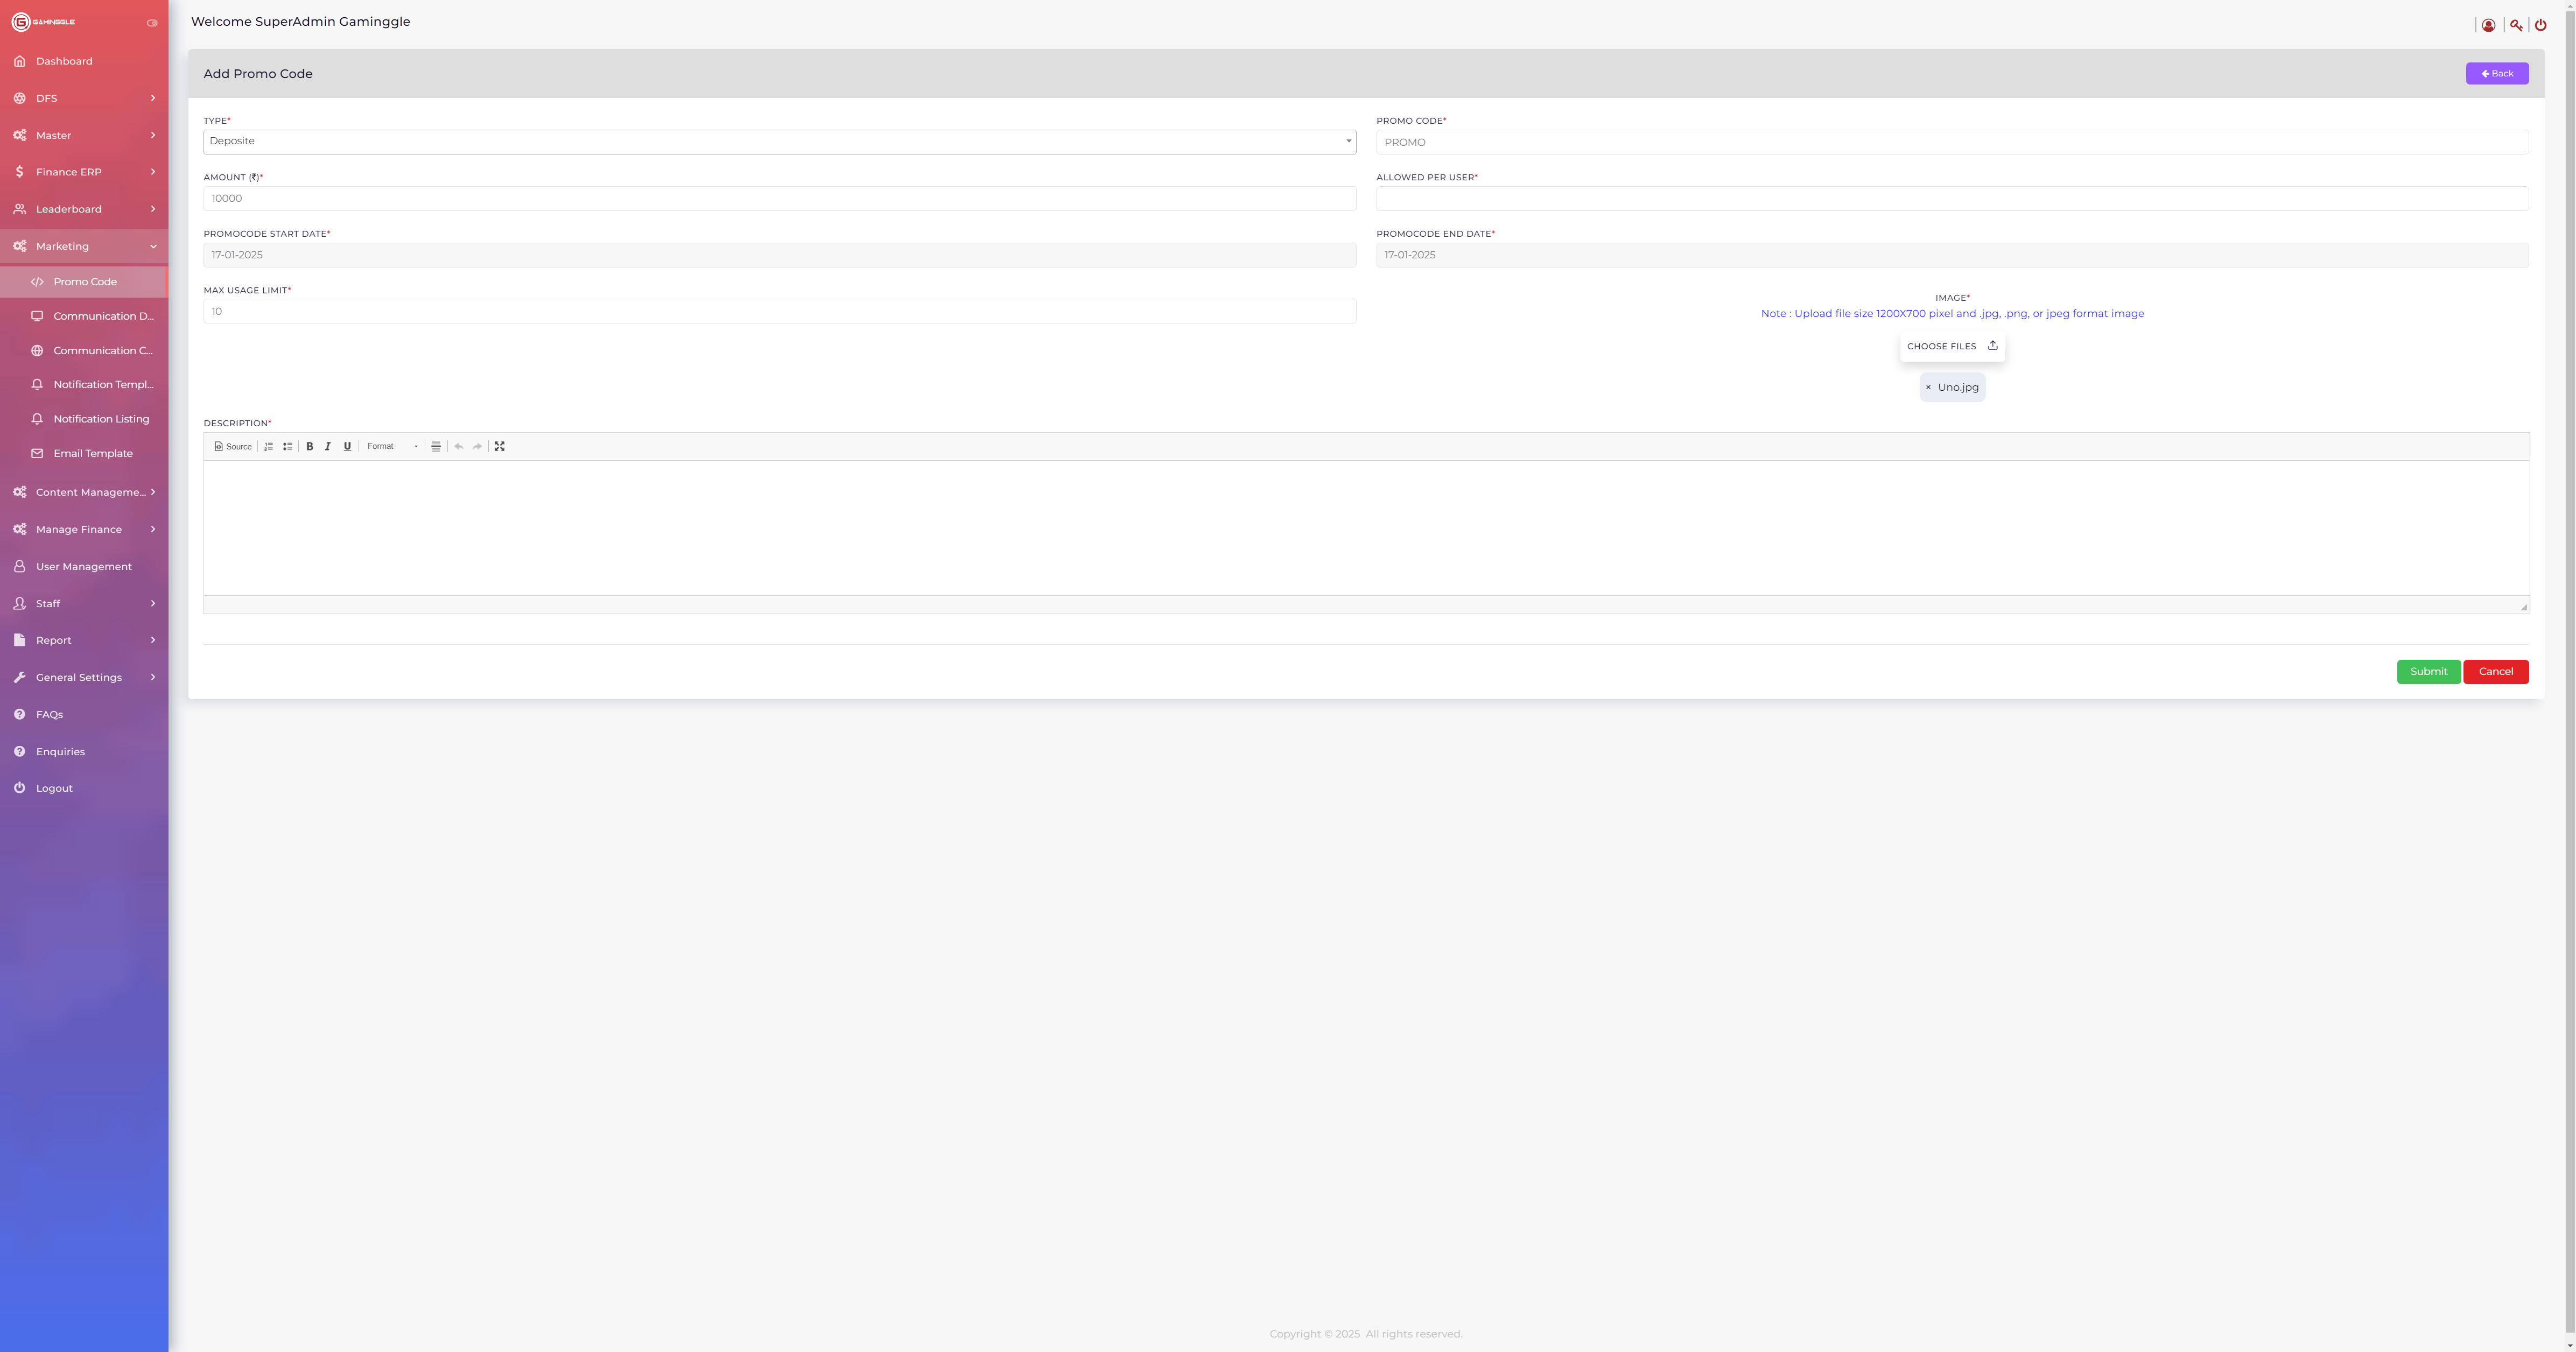 GAMINGGLE
Welcome SuperAdmin Gaminggle
Dashboard
DFS
Master
Finance ERP
Leaderboard
Marketing
Promo Code
Communication D...
Communication C...
Notification Templ...
Notification Listing
Email Template
Content Manageme...
Manage Finance
User Management
Staff
Report
General Settings
FAQs
Enquiries
Logout
Add Promo Code
Back
TYPE*
Deposite
PROMO CODE*
PROMO
AMOUNT (₹)*
10000
ALLOWED PER USER*
PROMOCODE START DATE*
17-01-2025
PROMOCODE END DATE*
17-01-2025
MAX USAGE LIMIT*
10
IMAGE*
Note : Upload file size 1200X700 pixel and .jpg, .png, or jpeg format image
CHOOSE FILES
× Uno.jpg
DESCRIPTION*
Source B I U Format
Submit Cancel
Copyright © 2025 All rights reserved.